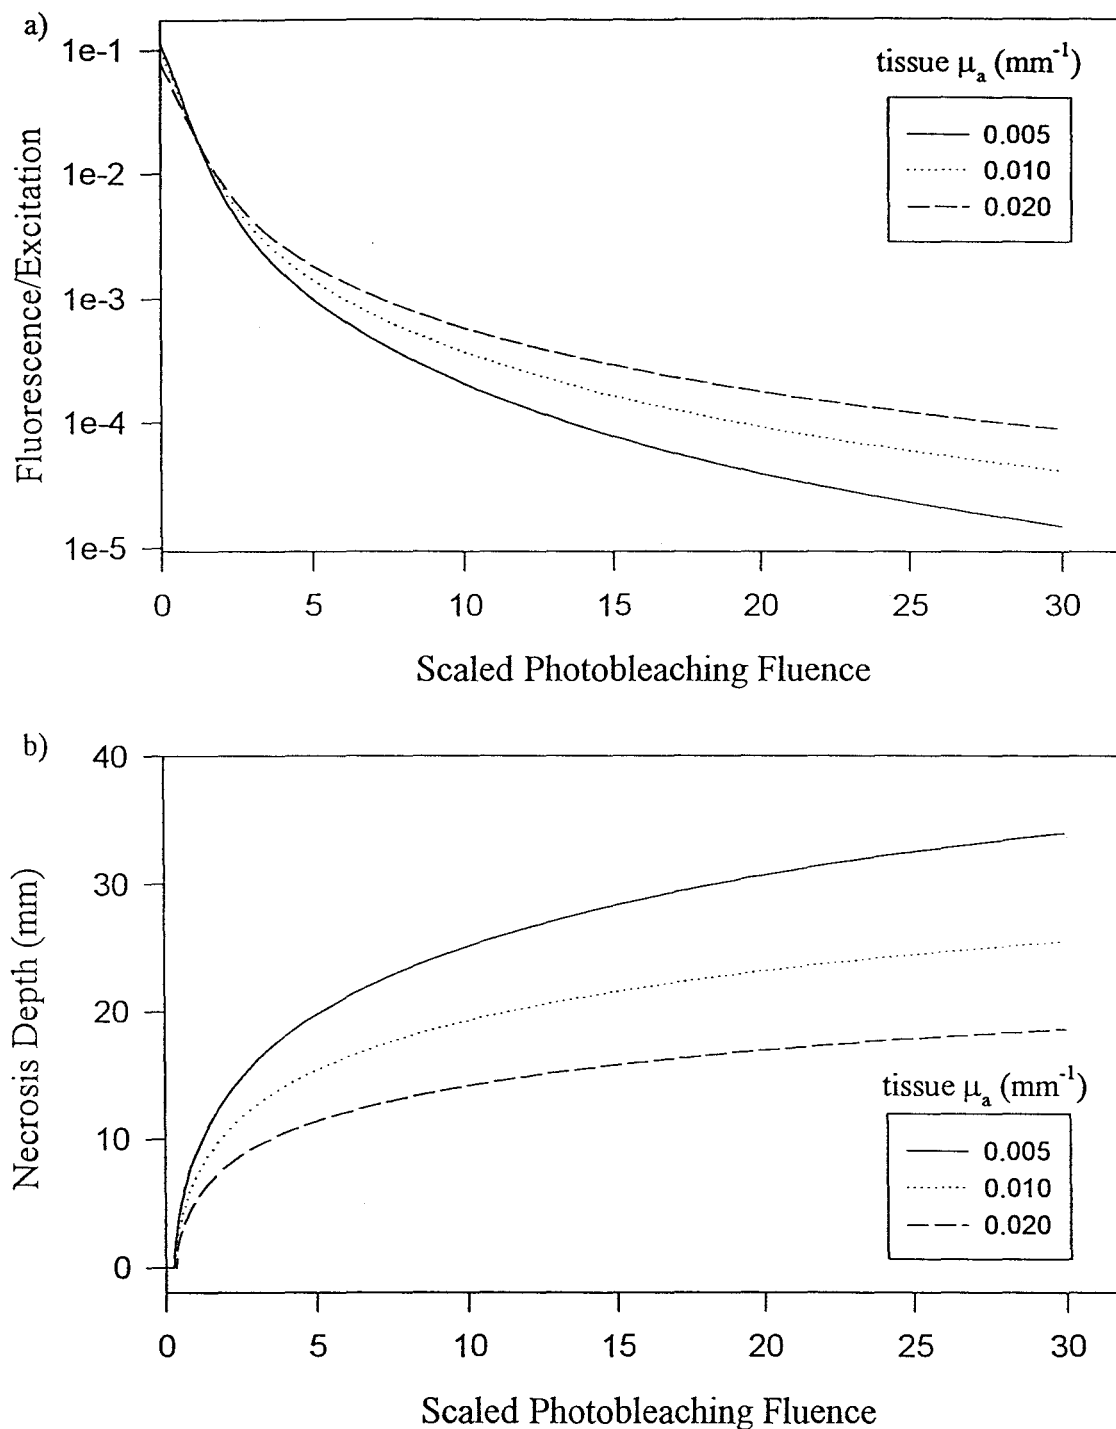 a)
Fluorescence/Excitation
1e-1
1e-2
1e-3
1e-4
1e-5
tissue μa (mm-1)
0.005
0.010
0.020
0 5 10 15 20 25 30
Scaled Photobleaching Fluence
b)
Necrosis Depth (mm)
40
30
20
10
0
tissue μa (mm-1)
0.005
0.010
0.020
0 5 10 15 20 25 30
Scaled Photobleaching Fluence